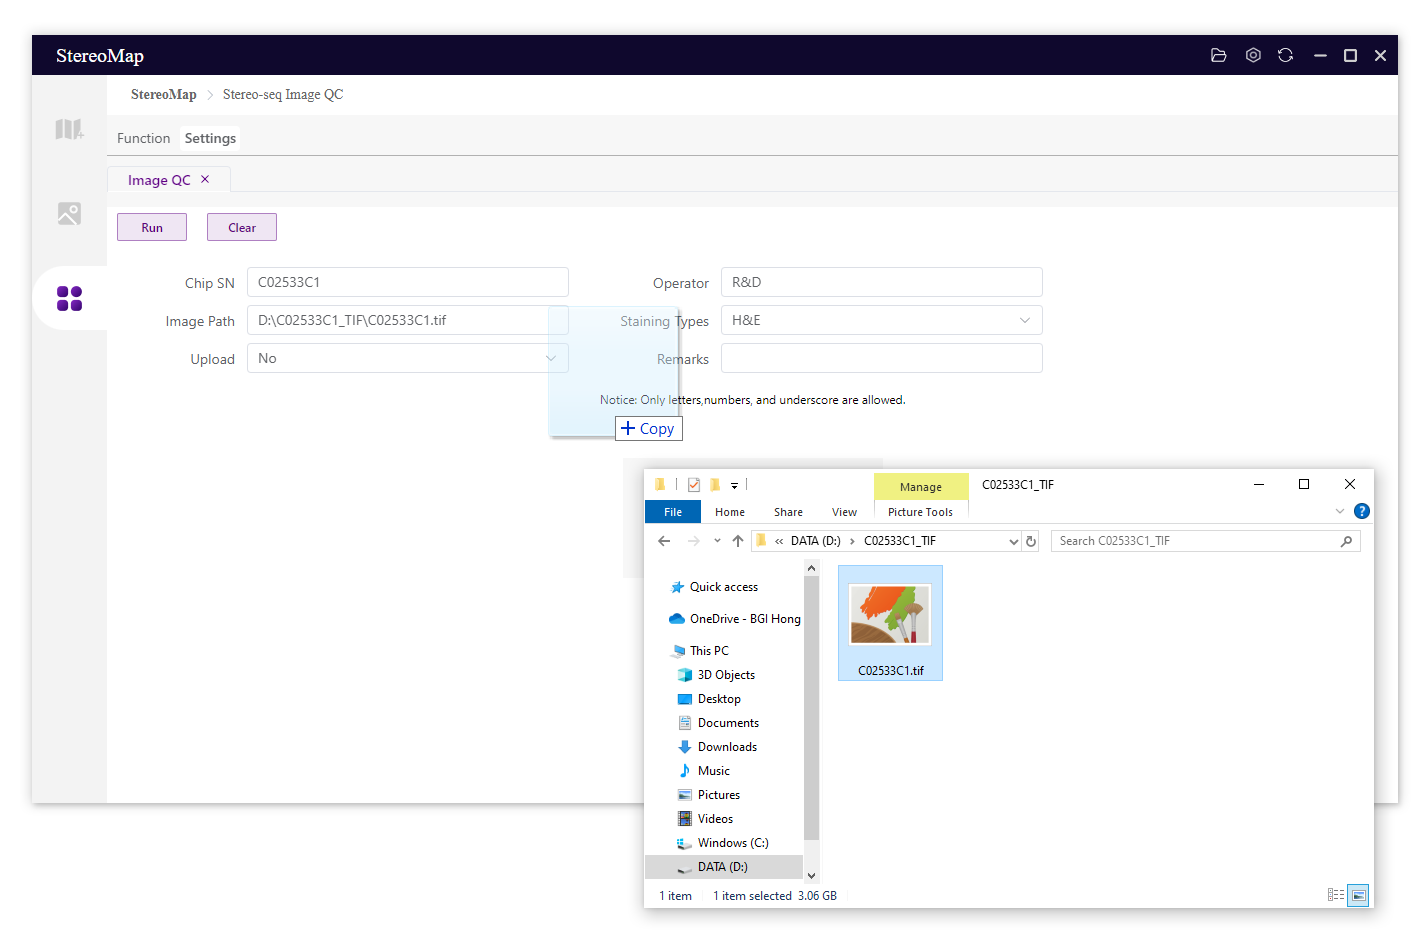 StereoMap
StereoMap > Stereo-seq Image QC
Function Settings
Image QC ×
Run Clear
Chip SN C02533C1 Operator R&D
Image Path D:\C02533C1_TIF\C02533C1.tif Staining Types H&E
Upload No Remarks
Notice: Only letters,numbers, and underscore are allowed.
+ Copy
Manage C02533C1_TIF
File Home Share View Picture Tools
« DATA (D:) > C02533C1_TIF Search C02533C1_TIF
Quick access
OneDrive - BGI Hong
This PC
3D Objects
Desktop
Documents
Downloads
Music
Pictures
Videos
Windows (C:)
DATA (D:)
C02533C1.tif
1 item 1 item selected 3.06 GB